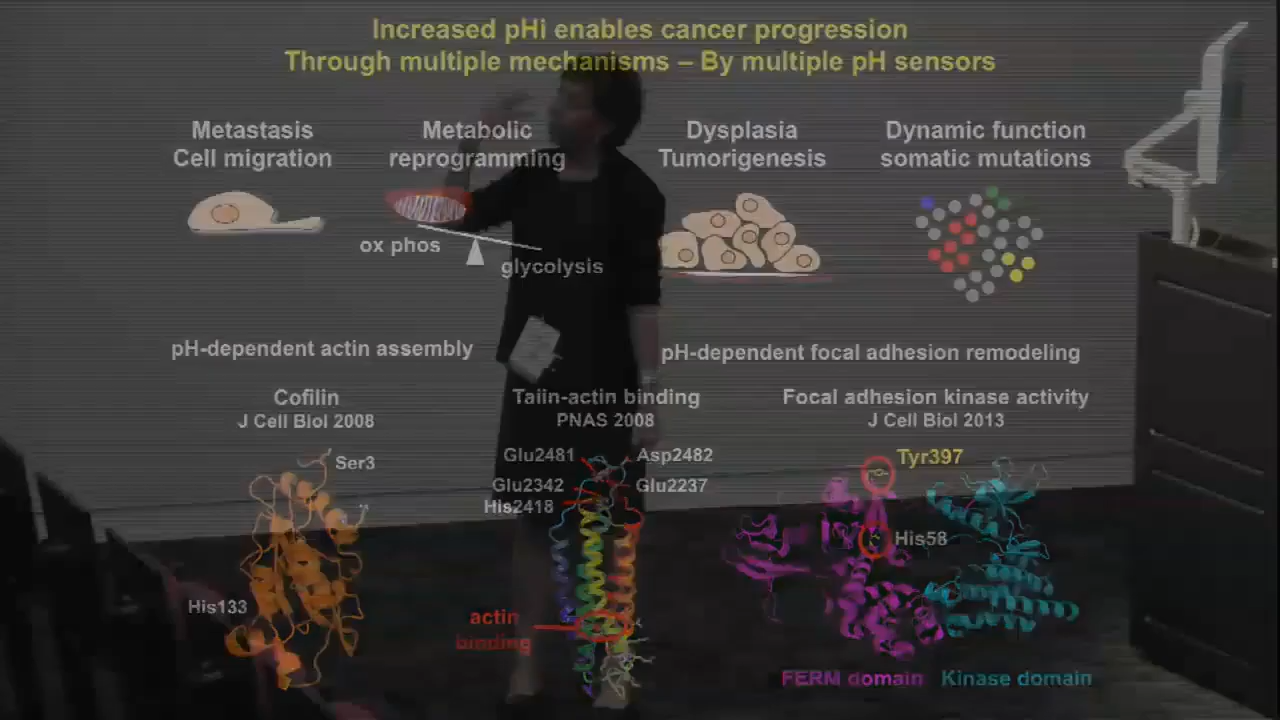 Increased pHi enables cancer progression
Through multiple mechanisms – By multiple pH sensors
Metastasis
Cell migration
Metabolic
reprogramming
Dysplasia
Tumorigenesis
Dynamic function
somatic mutations
ox phos
glycolysis
pH-dependent actin assembly
pH-dependent focal adhesion remodeling
Cofilin
J Cell Biol 2008
Talin-actin binding
PNAS 2008
Focal adhesion kinase activity
J Cell Biol 2013
Ser3
His133
Glu2481
Asp2482
Glu2342
Glu2237
His2418
actin
binding
Tyr397
His58
FERM domain
Kinase domain